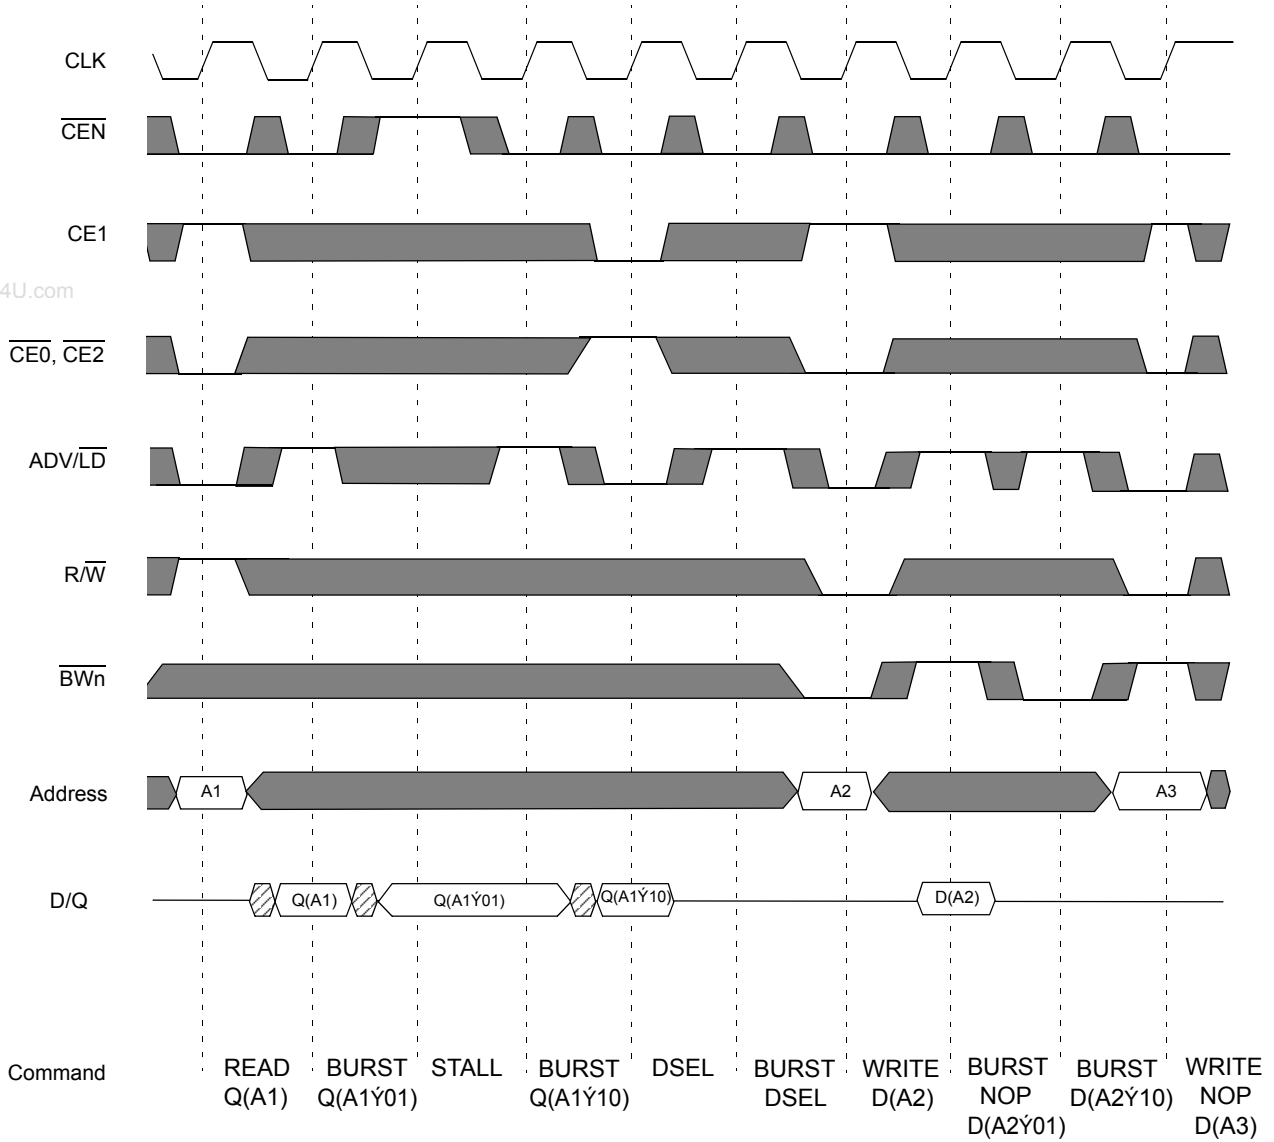 CLK
CEN
CE1
4U.com
CE0, CE2
ADV/LD
R/W
BWn
Address A1 A2 A3
D/Q Q(A1) Q(A1Ý01) Q(A1Ý10) D(A2)
Command
READ
Q(A1)
BURST
Q(A1Ý01)
STALL
BURST
Q(A1Ý10)
DSEL
BURST
DSEL
WRITE
D(A2)
BURST
NOP
D(A2Ý01)
BURST
D(A2Ý10)
WRITE
NOP
D(A3)